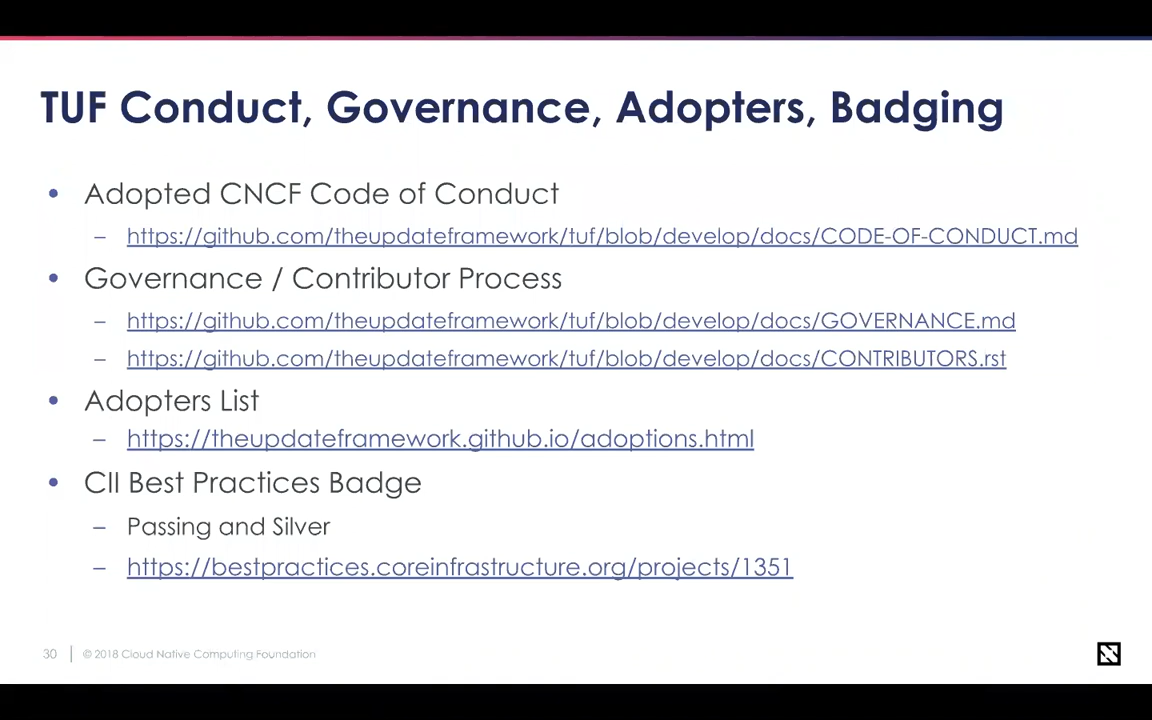 TUF Conduct, Governance, Adopters, Badging
• Adopted CNCF Code of Conduct
– https://github.com/theupdateframework/tuf/blob/develop/docs/CODE-OF-CONDUCT.md
• Governance / Contributor Process
– https://github.com/theupdateframework/tuf/blob/develop/docs/GOVERNANCE.md
– https://github.com/theupdateframework/tuf/blob/develop/docs/CONTRIBUTORS.rst
• Adopters List
– https://theupdateframework.github.io/adoptions.html
• CII Best Practices Badge
– Passing and Silver
– https://bestpractices.coreinfrastructure.org/projects/1351
30 | © 2018 Cloud Native Computing Foundation